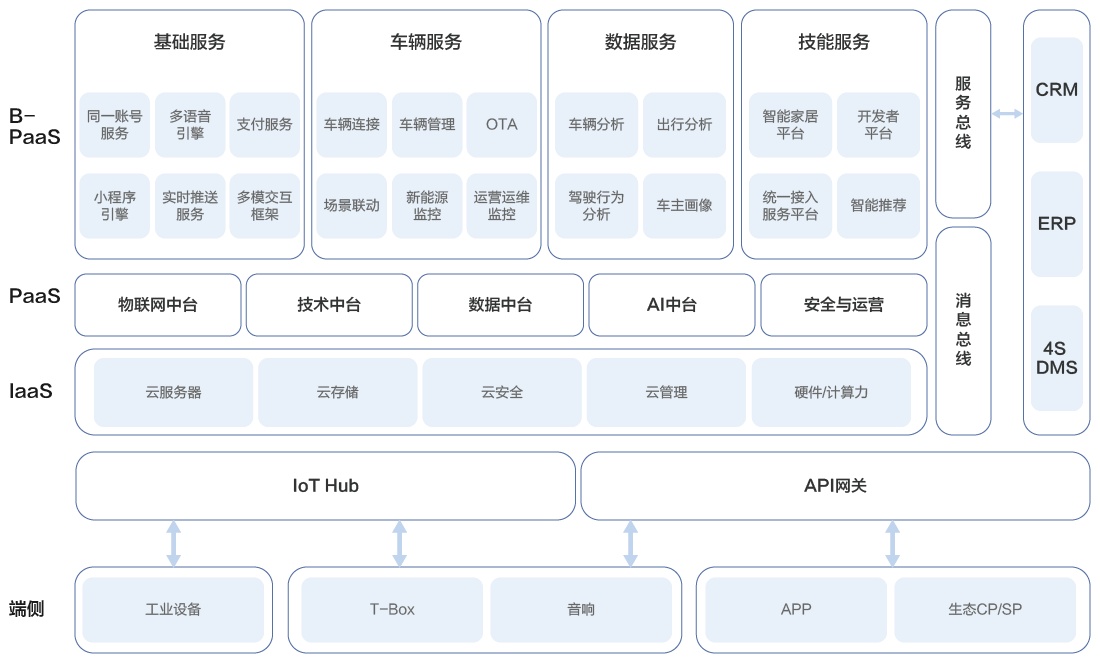 B-
PaaS
基础服务
同一账号
服务
多语音
引擎
支付服务
小程序
引擎
实时推送
服务
多模交互
框架
车辆服务
车辆连接
车辆管理
OTA
场景联动
新能源
监控
运营运维
监控
数据服务
车辆分析
出行分析
驾驶行为
分析
车主画像
技能服务
智能家居
平台
开发者
平台
统一接入
服务平台
智能推荐
服务总线
消息总线
CRM
ERP
4S
DMS
PaaS
物联网中台
技术中台
数据中台
AI中台
安全与运营
IaaS
云服务器
云存储
云安全
云管理
硬件/计算力
IoT Hub
API网关
端侧
工业设备
T-Box
音响
APP
生态CP/SP